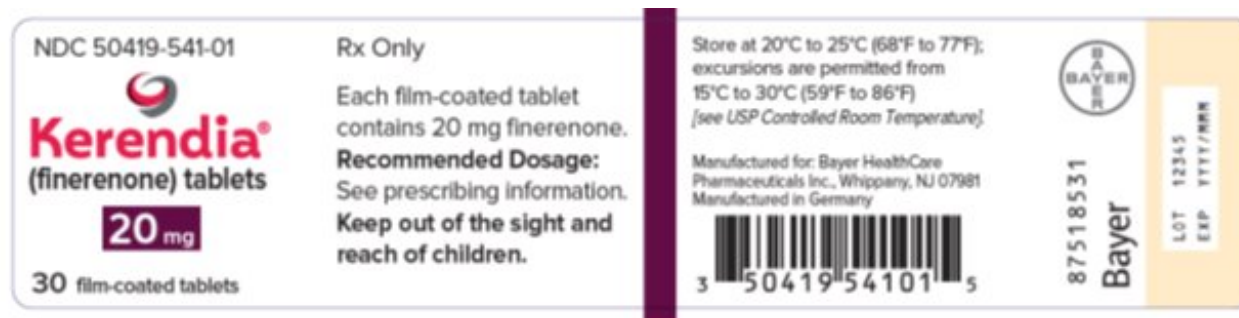 NDC 50419-541-01
Kerendia®
(finerenone) tablets
20 mg
30 film-coated tablets
Rx Only
Each film-coated tablet
contains 20 mg finerenone.
Recommended Dosage:
See prescribing information.
Keep out of the sight and
reach of children.
Store at 20°C to 25°C (68°F to 77°F);
excursions are permitted from
15°C to 30°C (59°F to 86°F)
[see USP Controlled Room Temperature].
Manufactured for: Bayer HealthCare
Pharmaceuticals Inc., Whippany, NJ 07981
Manufactured in Germany
3 50419 54101 5
BAYER
BAYER
87518531
Bayer
LOT 12345
EXP YYYY/MMM